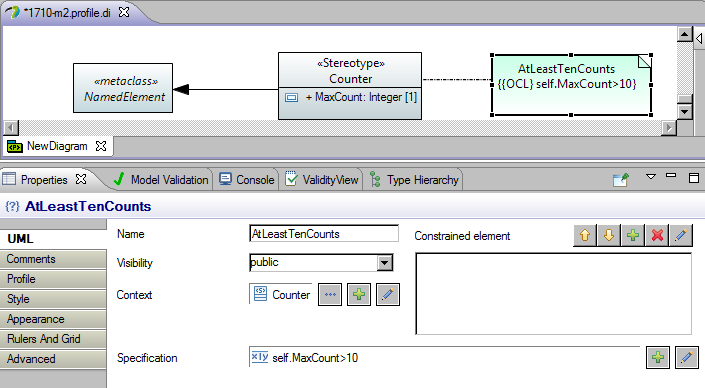 *1710-m2.profile.di
«metaclass»
NamedElement
«Stereotype»
Counter
+ MaxCount: Integer [1]
AtLeastTenCounts
{{OCL} self.MaxCount>10}
NewDiagram
Properties
Model Validation
Console
ValidityView
Type Hierarchy
{?} AtLeastTenCounts
UML
Comments
Profile
Style
Appearance
Rulers And Grid
Advanced
Name
AtLeastTenCounts
Constrained element
Visibility
public
Context
Counter
Specification
x|y self.MaxCount>10